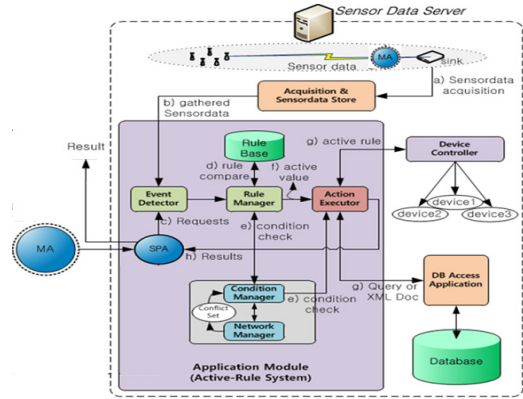 Sensor Data Server
MA
sink
Sensor data
a) Sensordata
acquisition
Acquisition &
Sensordata Store
b) gathered
Sensordata
Result
Rule
Base
g) active rule
Device
Controller
d) rule
compare
f) active
value
Event
Detector
Rule
Manager
Action
Executor
device1
device2
device3
c) Requests
e) condition
check
MA
SPA
h) Results
g) Query or
XML Doc
DB Access
Application
Condition
Manager
e) condition
check
Conflict
Set
Network
Manager
Database
Application Module
(Active-Rule System)